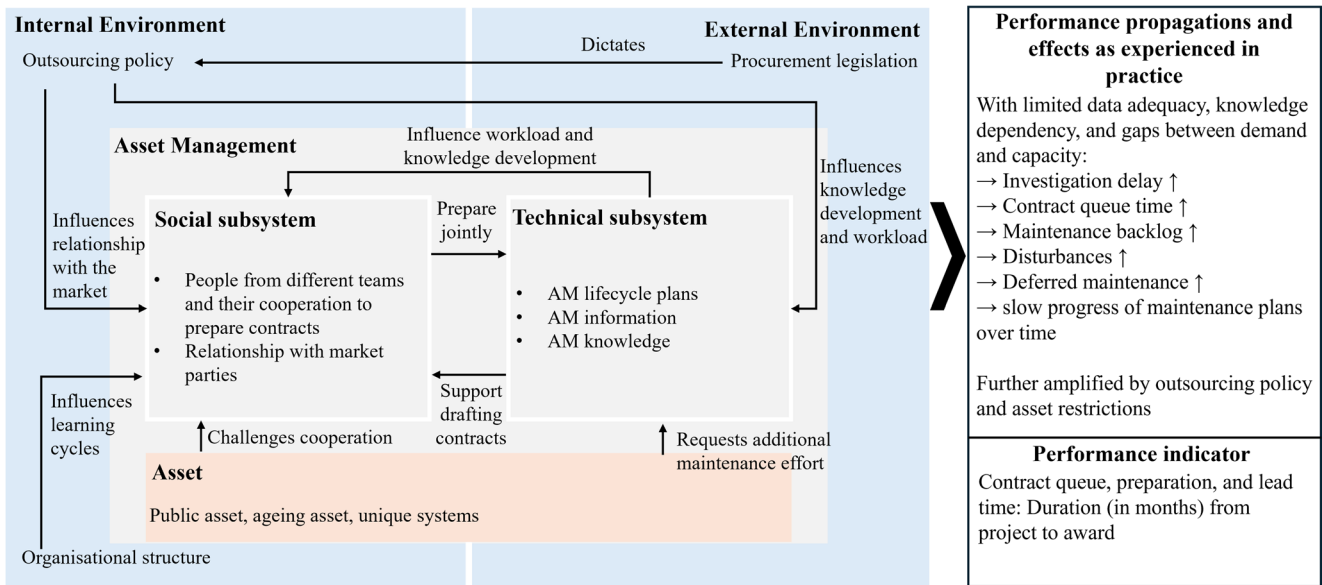 Internal Environment
External Environment
Outsourcing policy
Dictates
Procurement legislation
Asset Management
Influence workload and
knowledge development
Influences
relationship
with the
market
Influences
knowledge
development
and workload
Social subsystem
• People from different teams
and their cooperation to
prepare contracts
• Relationship with market
parties
Prepare
jointly
Technical subsystem
• AM lifecycle plans
• AM information
• AM knowledge
Support
drafting
contracts
Influences
learning
cycles
Challenges cooperation
Requests additional
maintenance effort
Asset
Public asset, ageing asset, unique systems
Organisational structure
Performance propagations and
effects as experienced in
practice
With limited data adequacy, knowledge
dependency, and gaps between demand
and capacity:
→ Investigation delay ↑
→ Contract queue time ↑
→ Maintenance backlog ↑
→ Disturbances ↑
→ Deferred maintenance ↑
→ slow progress of maintenance plans
over time
Further amplified by outsourcing policy
and asset restrictions
Performance indicator
Contract queue, preparation, and lead
time: Duration (in months) from
project to award